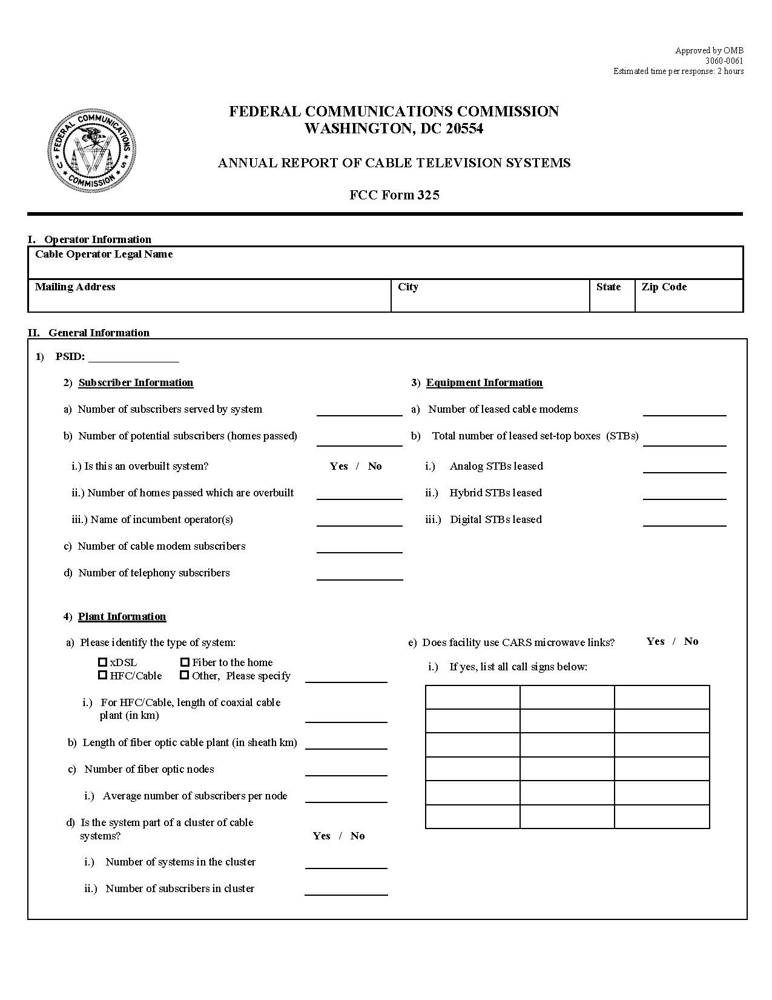 Approved by OMB
3060-0061
Estimated time per response: 2 hours
FEDERAL COMMUNICATIONS COMMISSION
U S
FEDERAL COMMUNICATIONS COMMISSION
WASHINGTON, DC 20554
ANNUAL REPORT OF CABLE TELEVISION SYSTEMS
FCC Form 325
I. Operator Information
Cable Operator Legal Name
Mailing Address City State Zip Code
II. General Information
1) PSID: ________________
2) Subscriber Information
a) Number of subscribers served by system
b) Number of potential subscribers (homes passed)
i.) Is this an overbuilt system? Yes / No
ii.) Number of homes passed which are overbuilt
iii.) Name of incumbent operator(s)
c) Number of cable modem subscribers
d) Number of telephony subscribers
3) Equipment Information
a) Number of leased cable modems
b) Total number of leased set-top boxes (STBs)
i.) Analog STBs leased
ii.) Hybrid STBs leased
iii.) Digital STBs leased
4) Plant Information
a) Please identify the type of system:
xDSL Fiber to the home
HFC/Cable Other, Please specify
i.) For HFC/Cable, length of coaxial cable
plant (in km)
b) Length of fiber optic cable plant (in sheath km)
c) Number of fiber optic nodes
i.) Average number of subscribers per node
d) Is the system part of a cluster of cable
systems? Yes / No
i.) Number of systems in the cluster
ii.) Number of subscribers in cluster
e) Does facility use CARS microwave links? Yes / No
i.) If yes, list all call signs below: